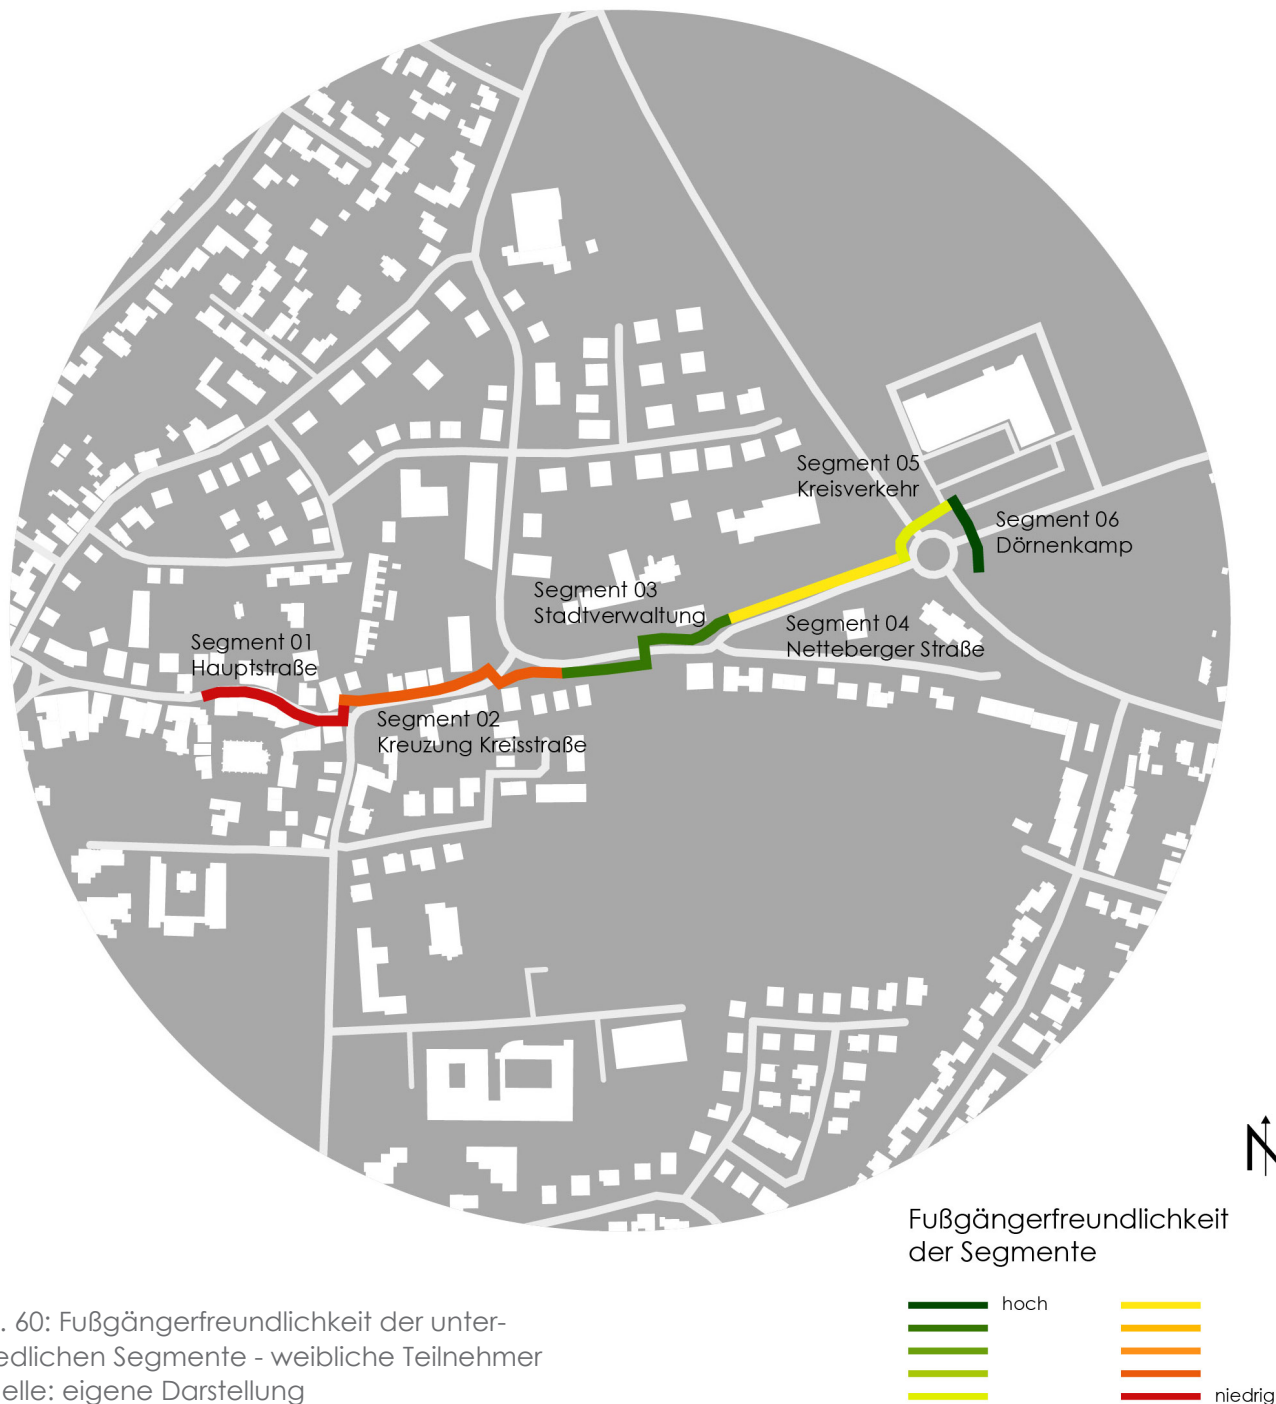 Segment 05
Kreisverkehr
Segment 06
Dörnenkamp
Segment 03
Stadtverwaltung
Segment 04
Netteberger Straße
Segment 01
Hauptstraße
Segment 02
Kreuzung Kreisstraße
N
Fußgängerfreundlichkeit
der Segmente
hoch
niedrig
. 60: Fußgängerfreundlichkeit der unter-
edlichen Segmente - weibliche Teilnehmer
elle: eigene Darstellung